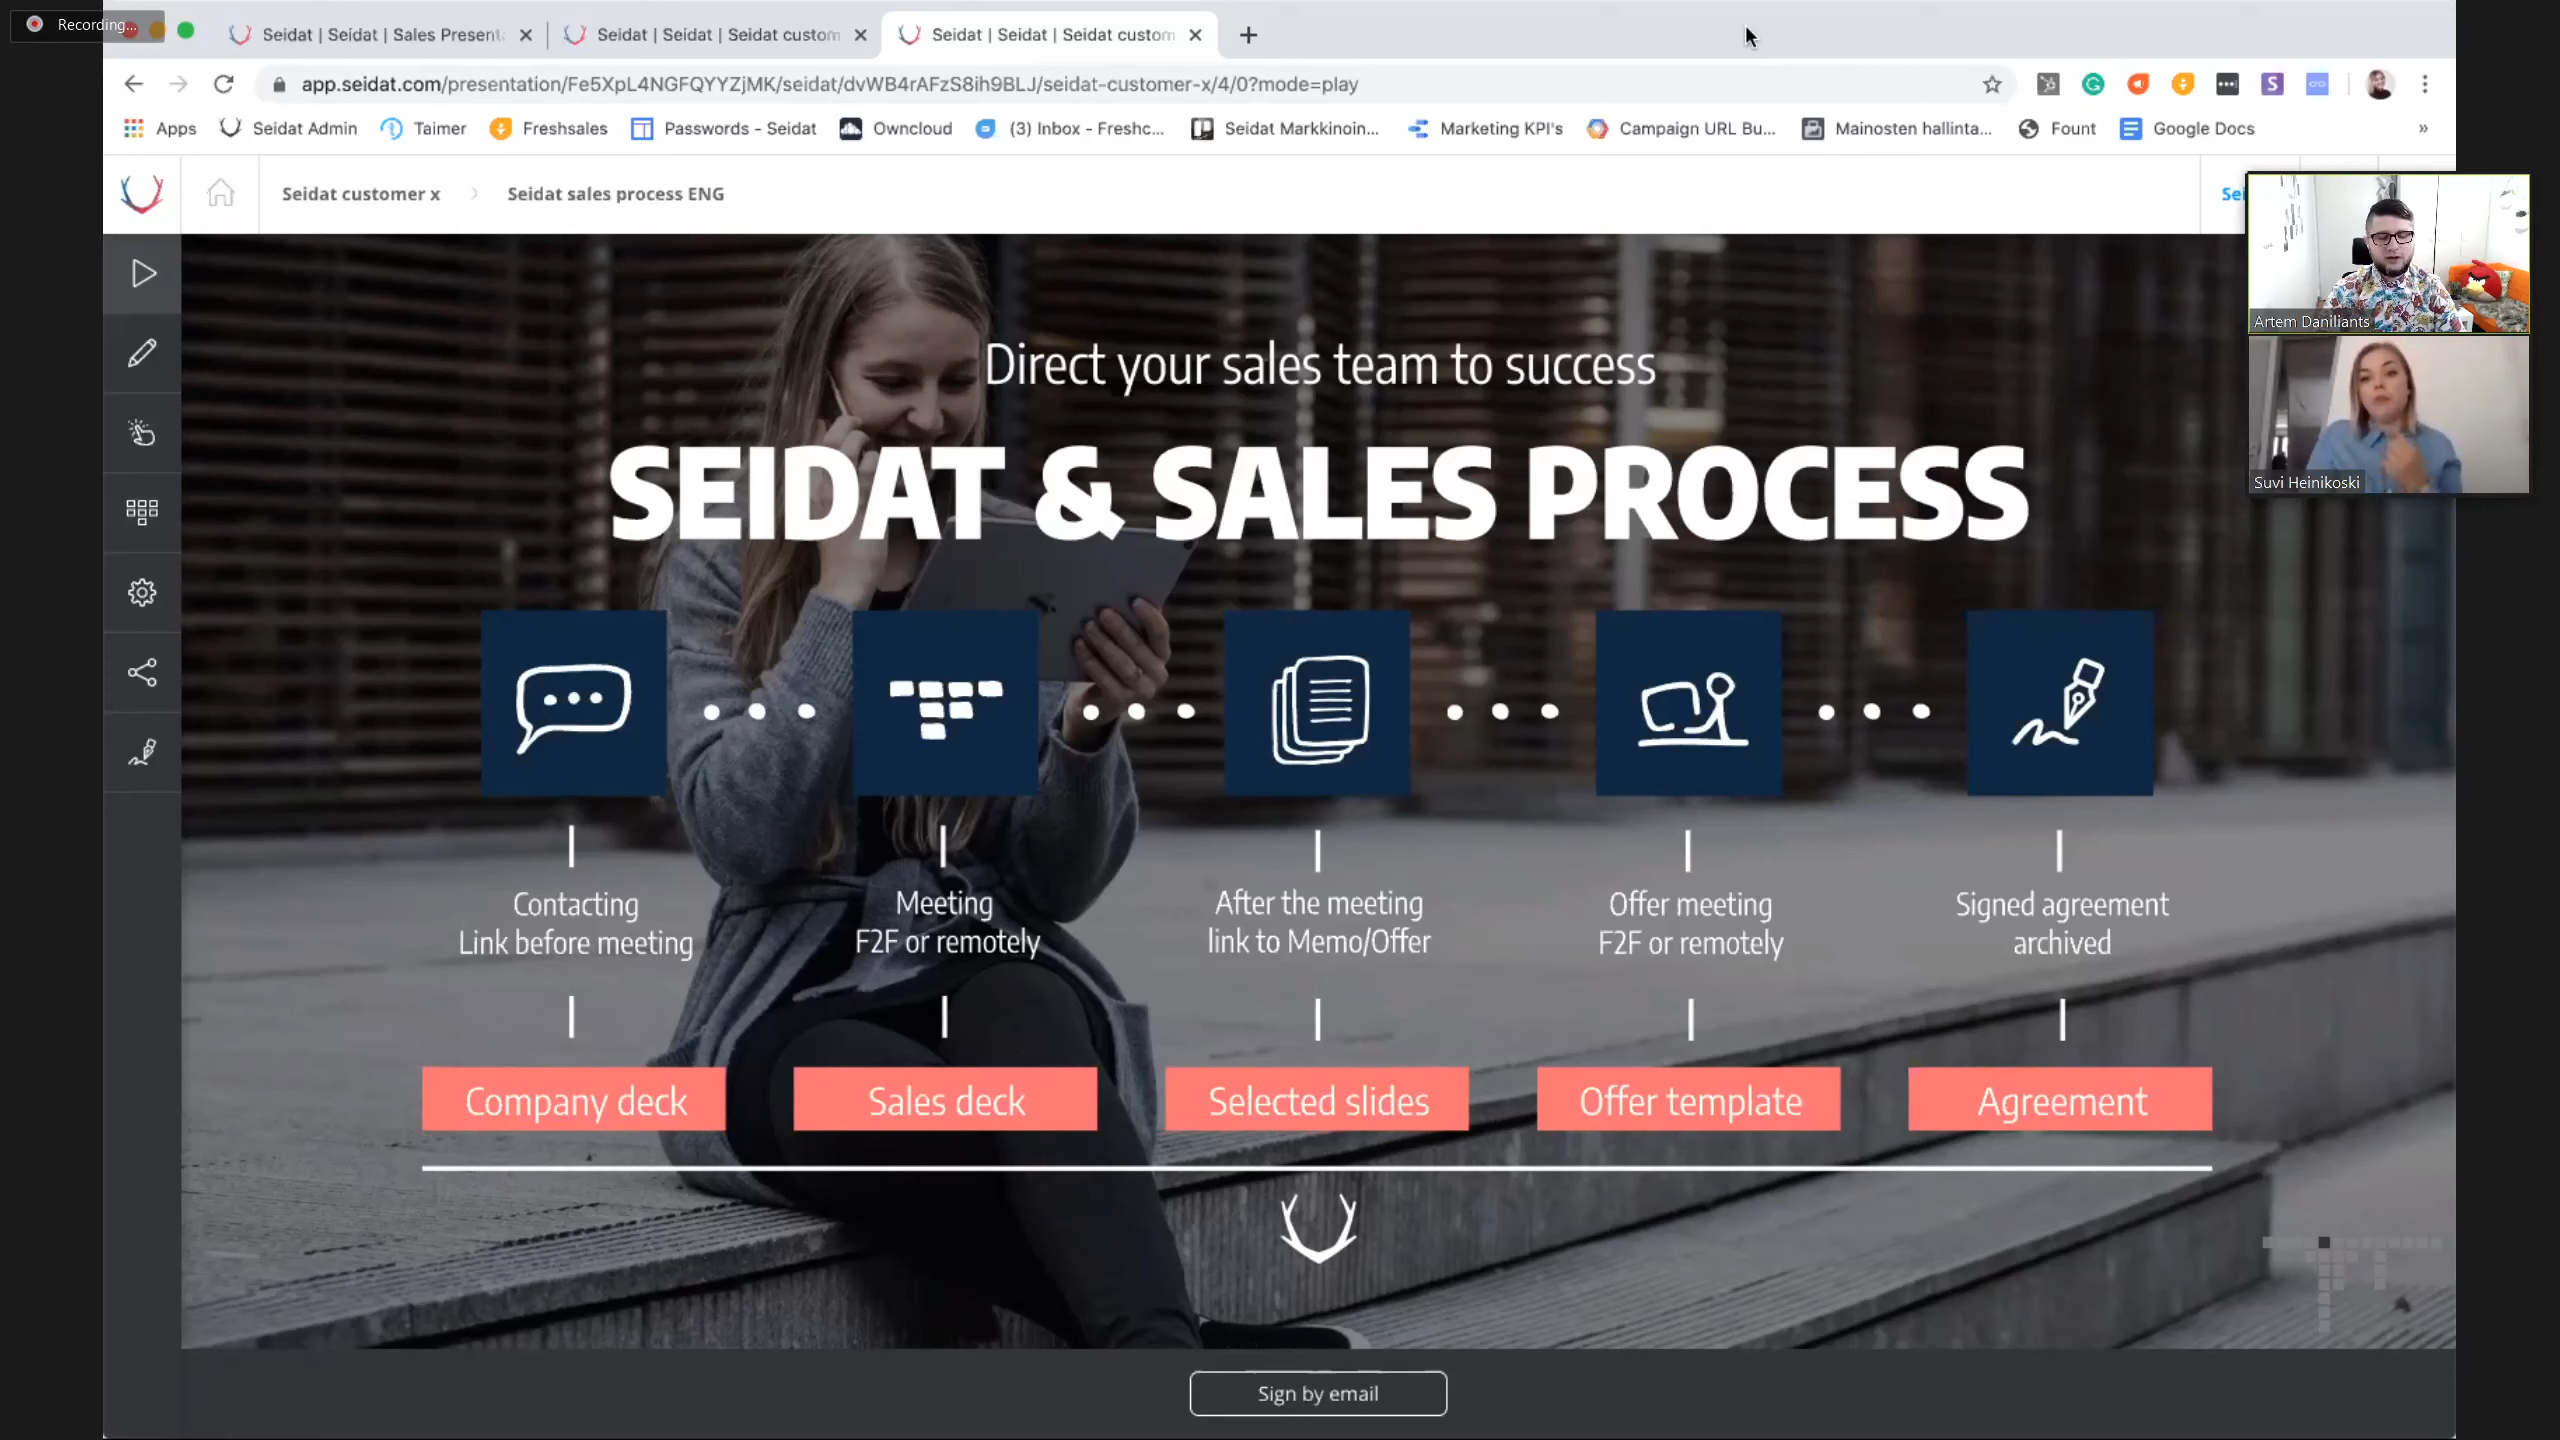 Recording...
Seidat | Seidat | Sales Present
Seidat | Seidat | Seidat custom
Seidat | Seidat | Seidat custom
app.seidat.com/presentation/Fe5XpL4NGFQYYZjMK/seidat/dvWB4rAFzS8ih9BLJ/seidat-customer-x/4/0?mode=play
Apps
Seidat Admin
Taimer
Freshsales
Passwords - Seidat
Owncloud
(3) Inbox - Freshc...
Seidat Markkinoin...
Marketing KPI's
Campaign URL Bu...
Mainosten hallinta...
Fount
Google Docs
»
Seidat customer x
Seidat sales process ENG
Sei
Artem Daniliants
Suvi Heinikoski
Direct your sales team to success
SEIDAT & SALES PROCESS
Contacting
Link before meeting
Meeting
F2F or remotely
After the meeting
link to Memo/Offer
Offer meeting
F2F or remotely
Signed agreement
archived
Company deck
Sales deck
Selected slides
Offer template
Agreement
Sign by email